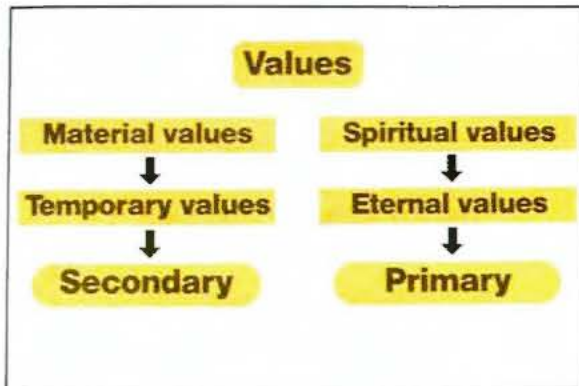 Values
Material values
Spiritual values
Temporary values
Eternal values
Secondary
Primary